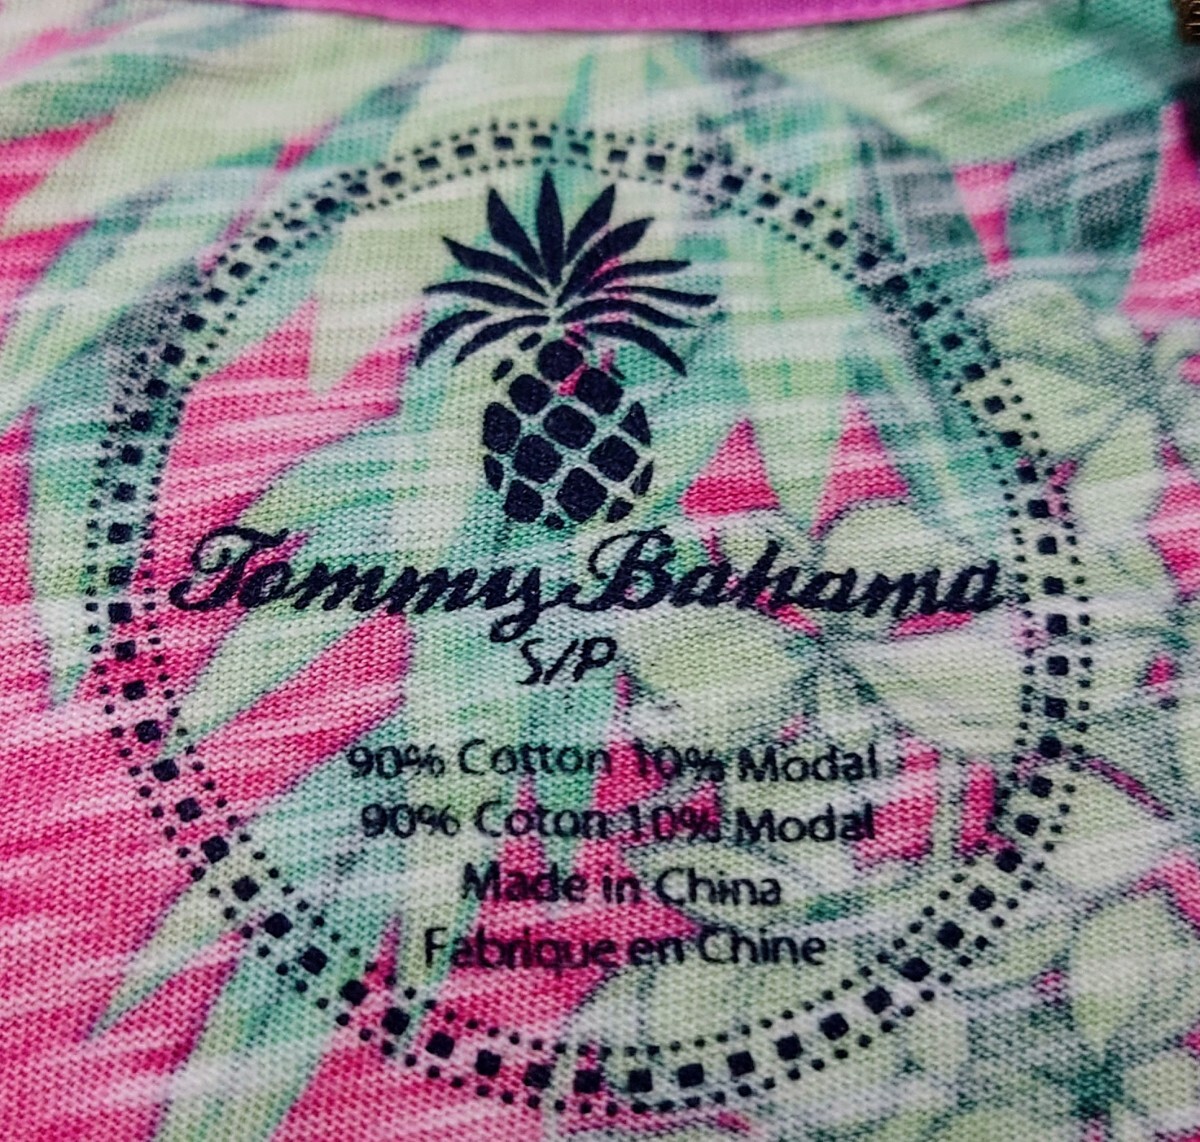 Tommy Bahama
S/P
90% Cotton 10% Modal
90% Coton 10% Modal
Made in China
Fabrique en Chine